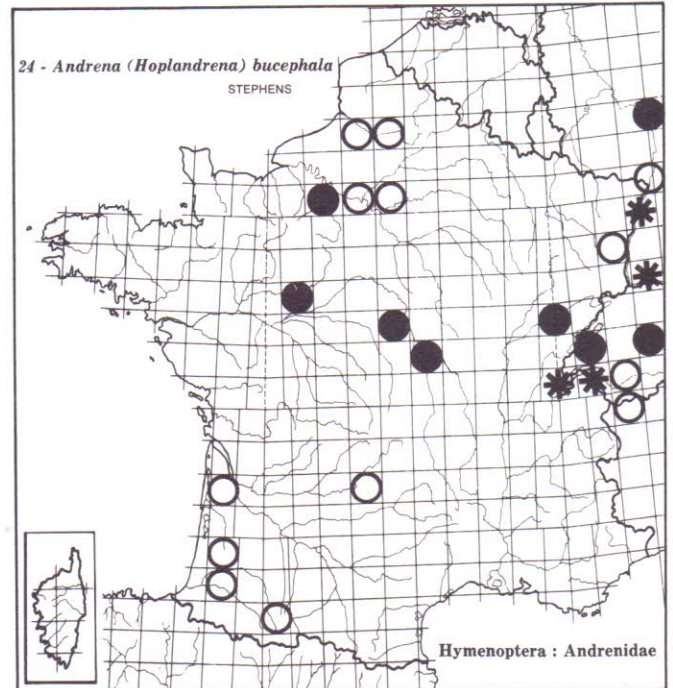 24 - Andrena (Hoplandrena) bucephala
STEPHENS
Hymenoptera : Andrenidae